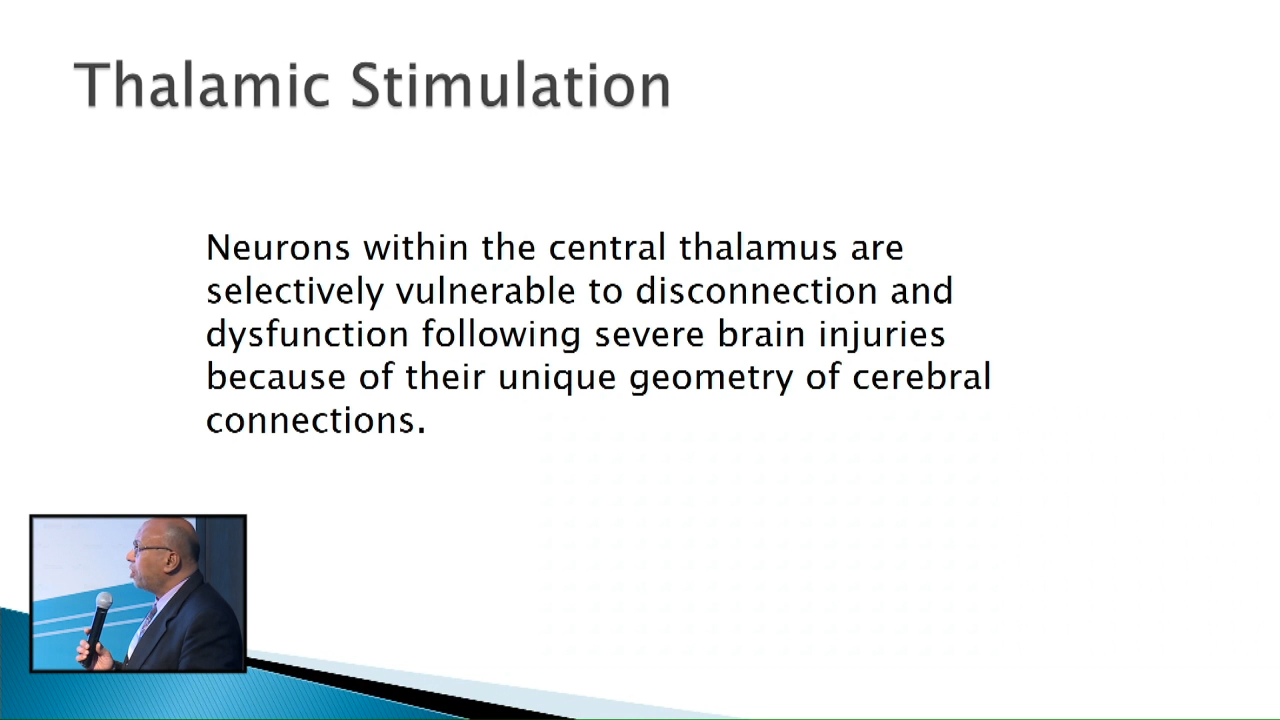 Thalamic Stimulation
Neurons within the central thalamus are
selectively vulnerable to disconnection and
dysfunction following severe brain injuries
because of their unique geometry of cerebral
connections.